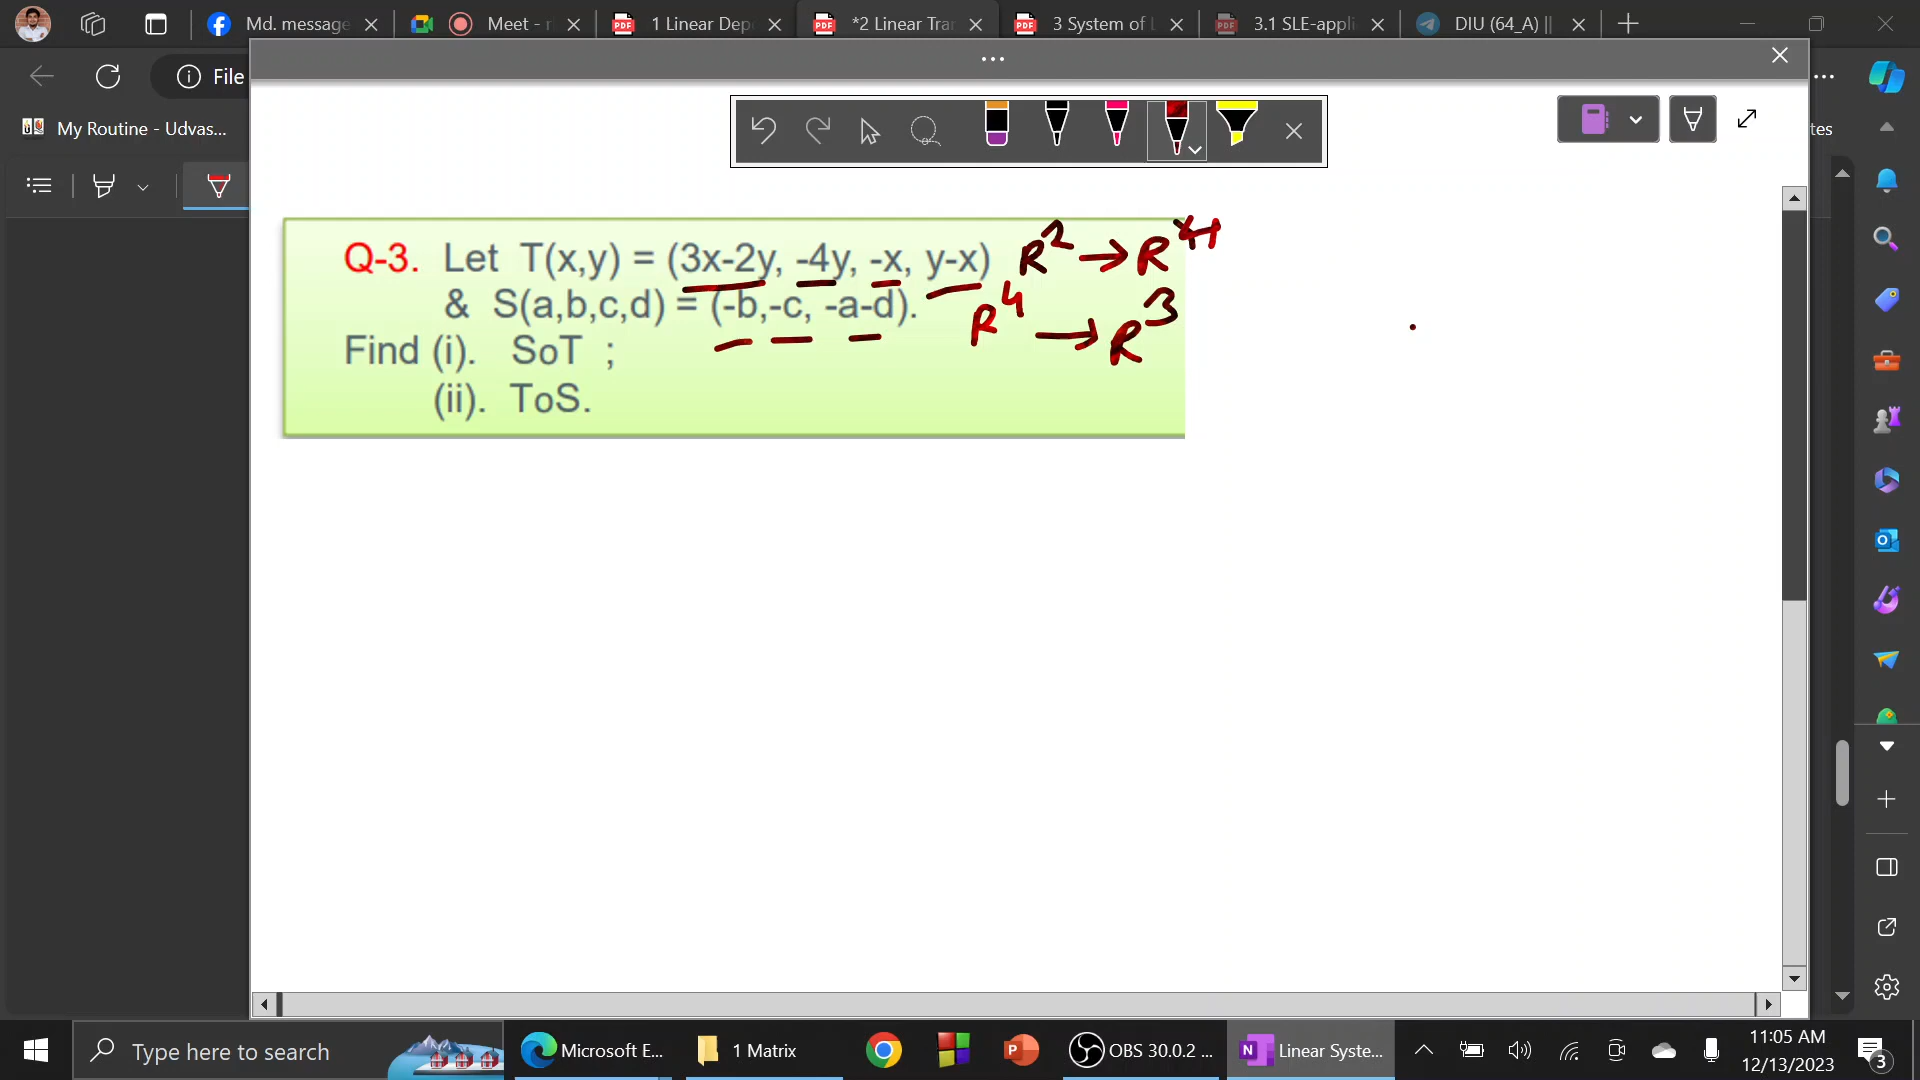 Md. message
Meet - r
1 Linear Dep
*2 Linear Tra
3 System of L
3.1 SLE-appli
DIU (64_A) ||
File
My Routine - Udvas...
tes
Q-3. Let T(x,y) = (3x-2y, -4y, -x, y-x) R² → R⁴
& S(a,b,c,d) = (-b,-c, -a-d). R⁴ → R³
Find (i). SoT ;
(ii). ToS.
Type here to search
Microsoft E...
1 Matrix
OBS 30.0.2 ...
Linear Syste...
11:05 AM
12/13/2023
3